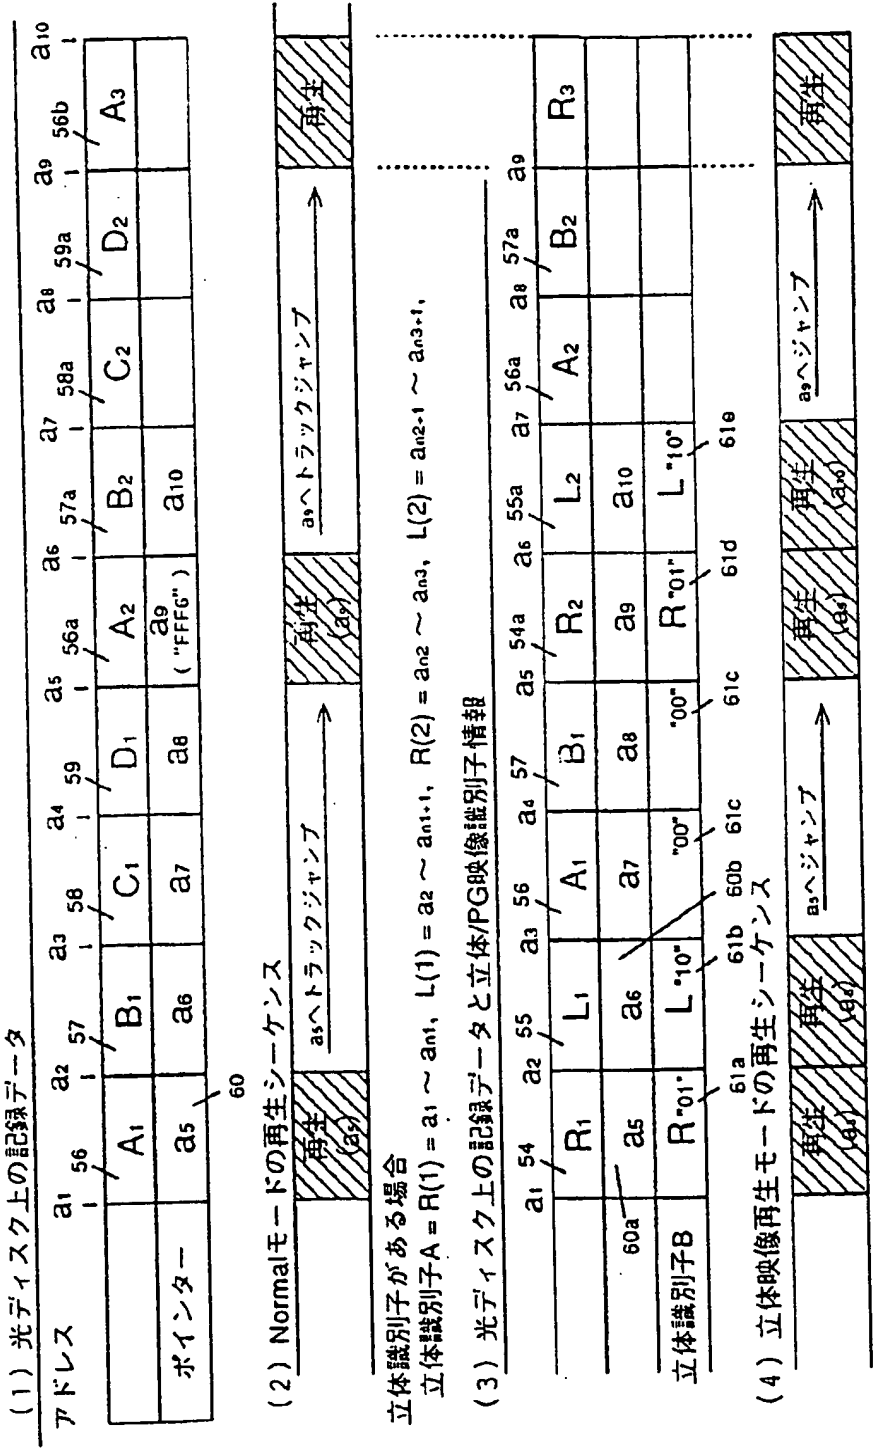 (1) 光ディスク上の記録データ
アドレス a1 a2 a3 a4 a5 a6 a7 a8 a9 a10
56 57 58 59 56a 57a 58a 59a 56b
A1 B1 C1 D1 A2 B2 C2 D2 A3
ポインター a5 a6 a7 a8 a9 a10
("FFFG")
60
(2) Normalモードの再生シーケンス
再生 a5へトラックジャンプ 再生 a9へトラックジャンプ 再生
(a5) (a9)
立体識別子がある場合
立体識別子A = R(1) = a1 ~ an1, L(1) = a2 ~ an1+1, R(2) = an2 ~ an3, L(2) = an2+1 ~ an3+1,
(3) 光ディスク上の記録データと立体/PG映像識別子情報
a1 54 a2 55 a3 56 a4 57 a5 54a a6 55a a7 56a a8 57a a9
R1 L1 A1 B1 R2 L2 A2 B2 R3
a5 a6 a7 a8 a9 a10
60a 60b
立体識別子B R"01" L"10" "00" "00" R"01" L"10"
61a 61b 61c 61c 61d 61e
(4) 立体映像再生モードの再生シーケンス
再生 再生 a5へジャンプ 再生 再生 a9へジャンプ 再生
(a10)